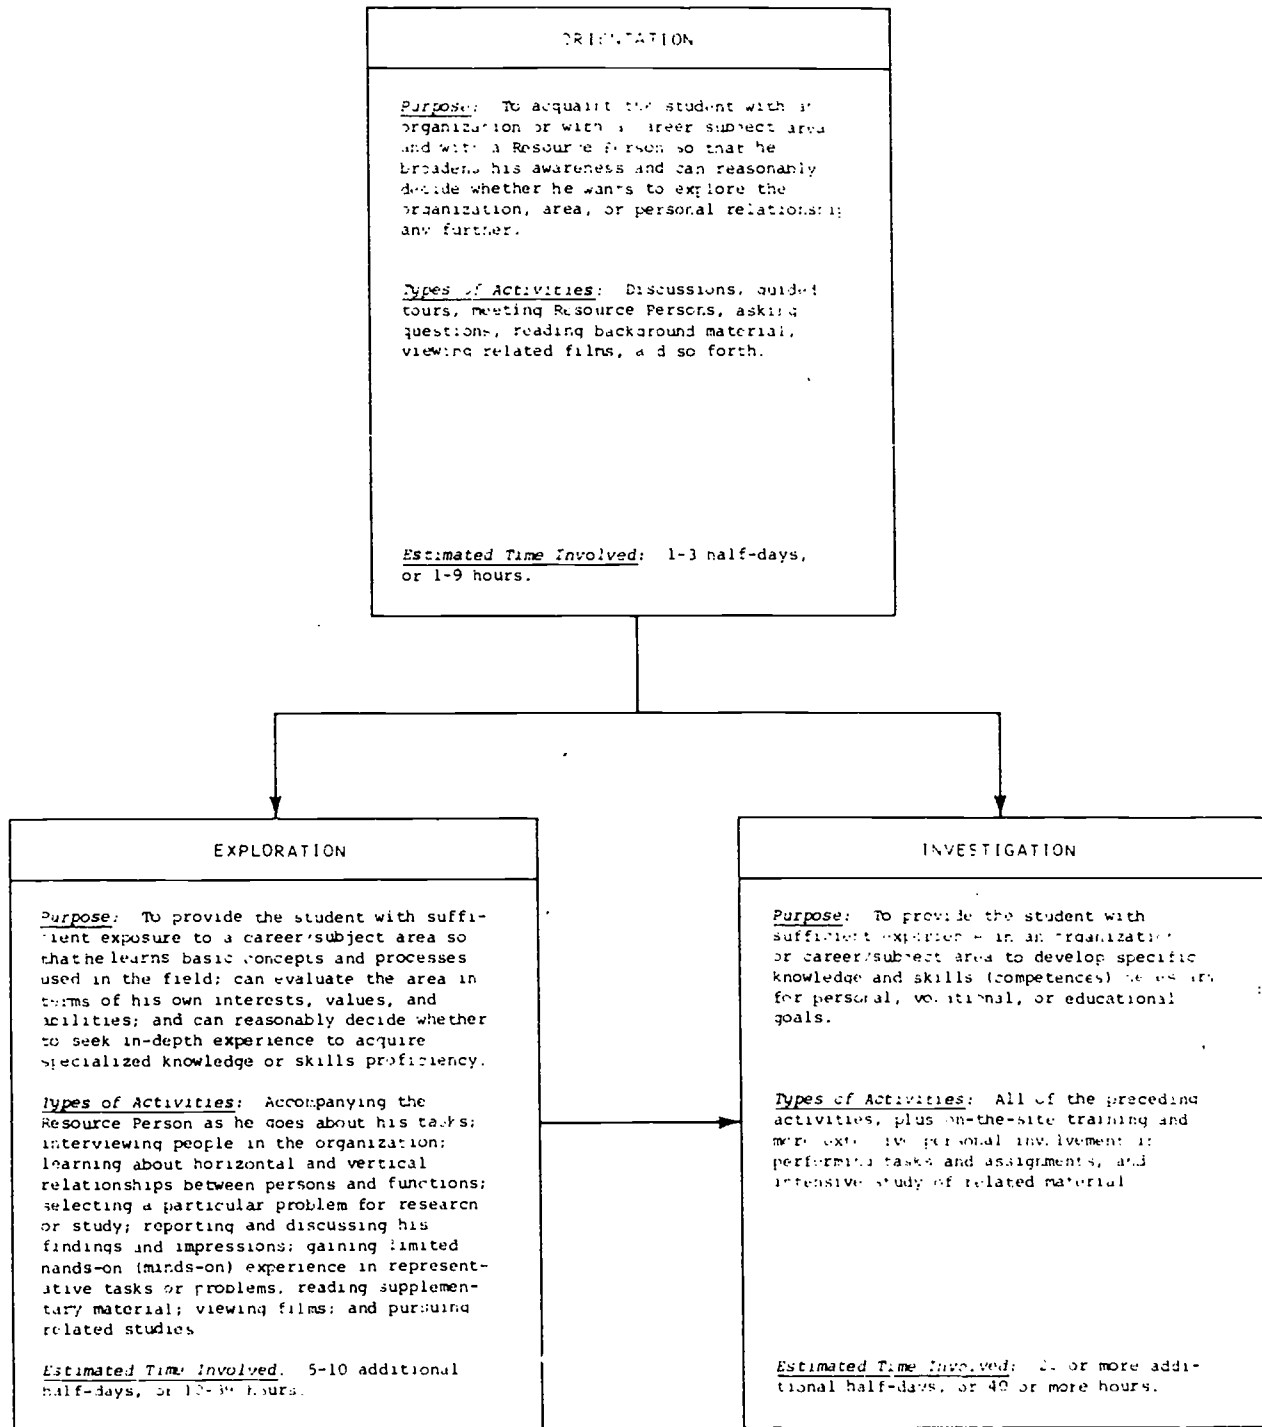 ORIENTATION
Purpose: To acquaint the student with an
organization or with a career subject area
and with a Resource Person so that he
broadens his awareness and can reasonably
decide whether he wants to explore the
organization, area, or personal relationship
any further.
Types of Activities: Discussions, guided
tours, meeting Resource Persons, asking
questions, reading background material,
viewing related films, and so forth.
Estimated Time Involved: 1-3 half-days,
or 1-9 hours.
EXPLORATION
Purpose: To provide the student with suffi-
cient exposure to a career/subject area so
that he learns basic concepts and processes
used in the field; can evaluate the area in
terms of his own interests, values, and
abilities; and can reasonably decide whether
to seek in-depth experience to acquire
specialized knowledge or skills proficiency.
Types of Activities: Accompanying the
Resource Person as he goes about his tasks;
interviewing people in the organization;
learning about horizontal and vertical
relationships between persons and functions;
selecting a particular problem for research
or study; reporting and discussing his
findings and impressions; gaining limited
hands-on (minds-on) experience in represent-
ative tasks or problems, reading supplemen-
tary material; viewing films; and pursuing
related studies
Estimated Time Involved. 5-10 additional
half-days, or hours.
INVESTIGATION
Purpose: To provide the student with
sufficient experience in an organization
or career/subject area to develop specific
knowledge and skills (competences) necessary
for personal, vocational, or educational
goals.
Types of Activities: All of the preceding
activities, plus on-the-site training and
more extensive personal involvement in
performing tasks and assignments, and
intensive study of related material
Estimated Time Involved: or more addi-
tional half-days, or 40 or more hours.